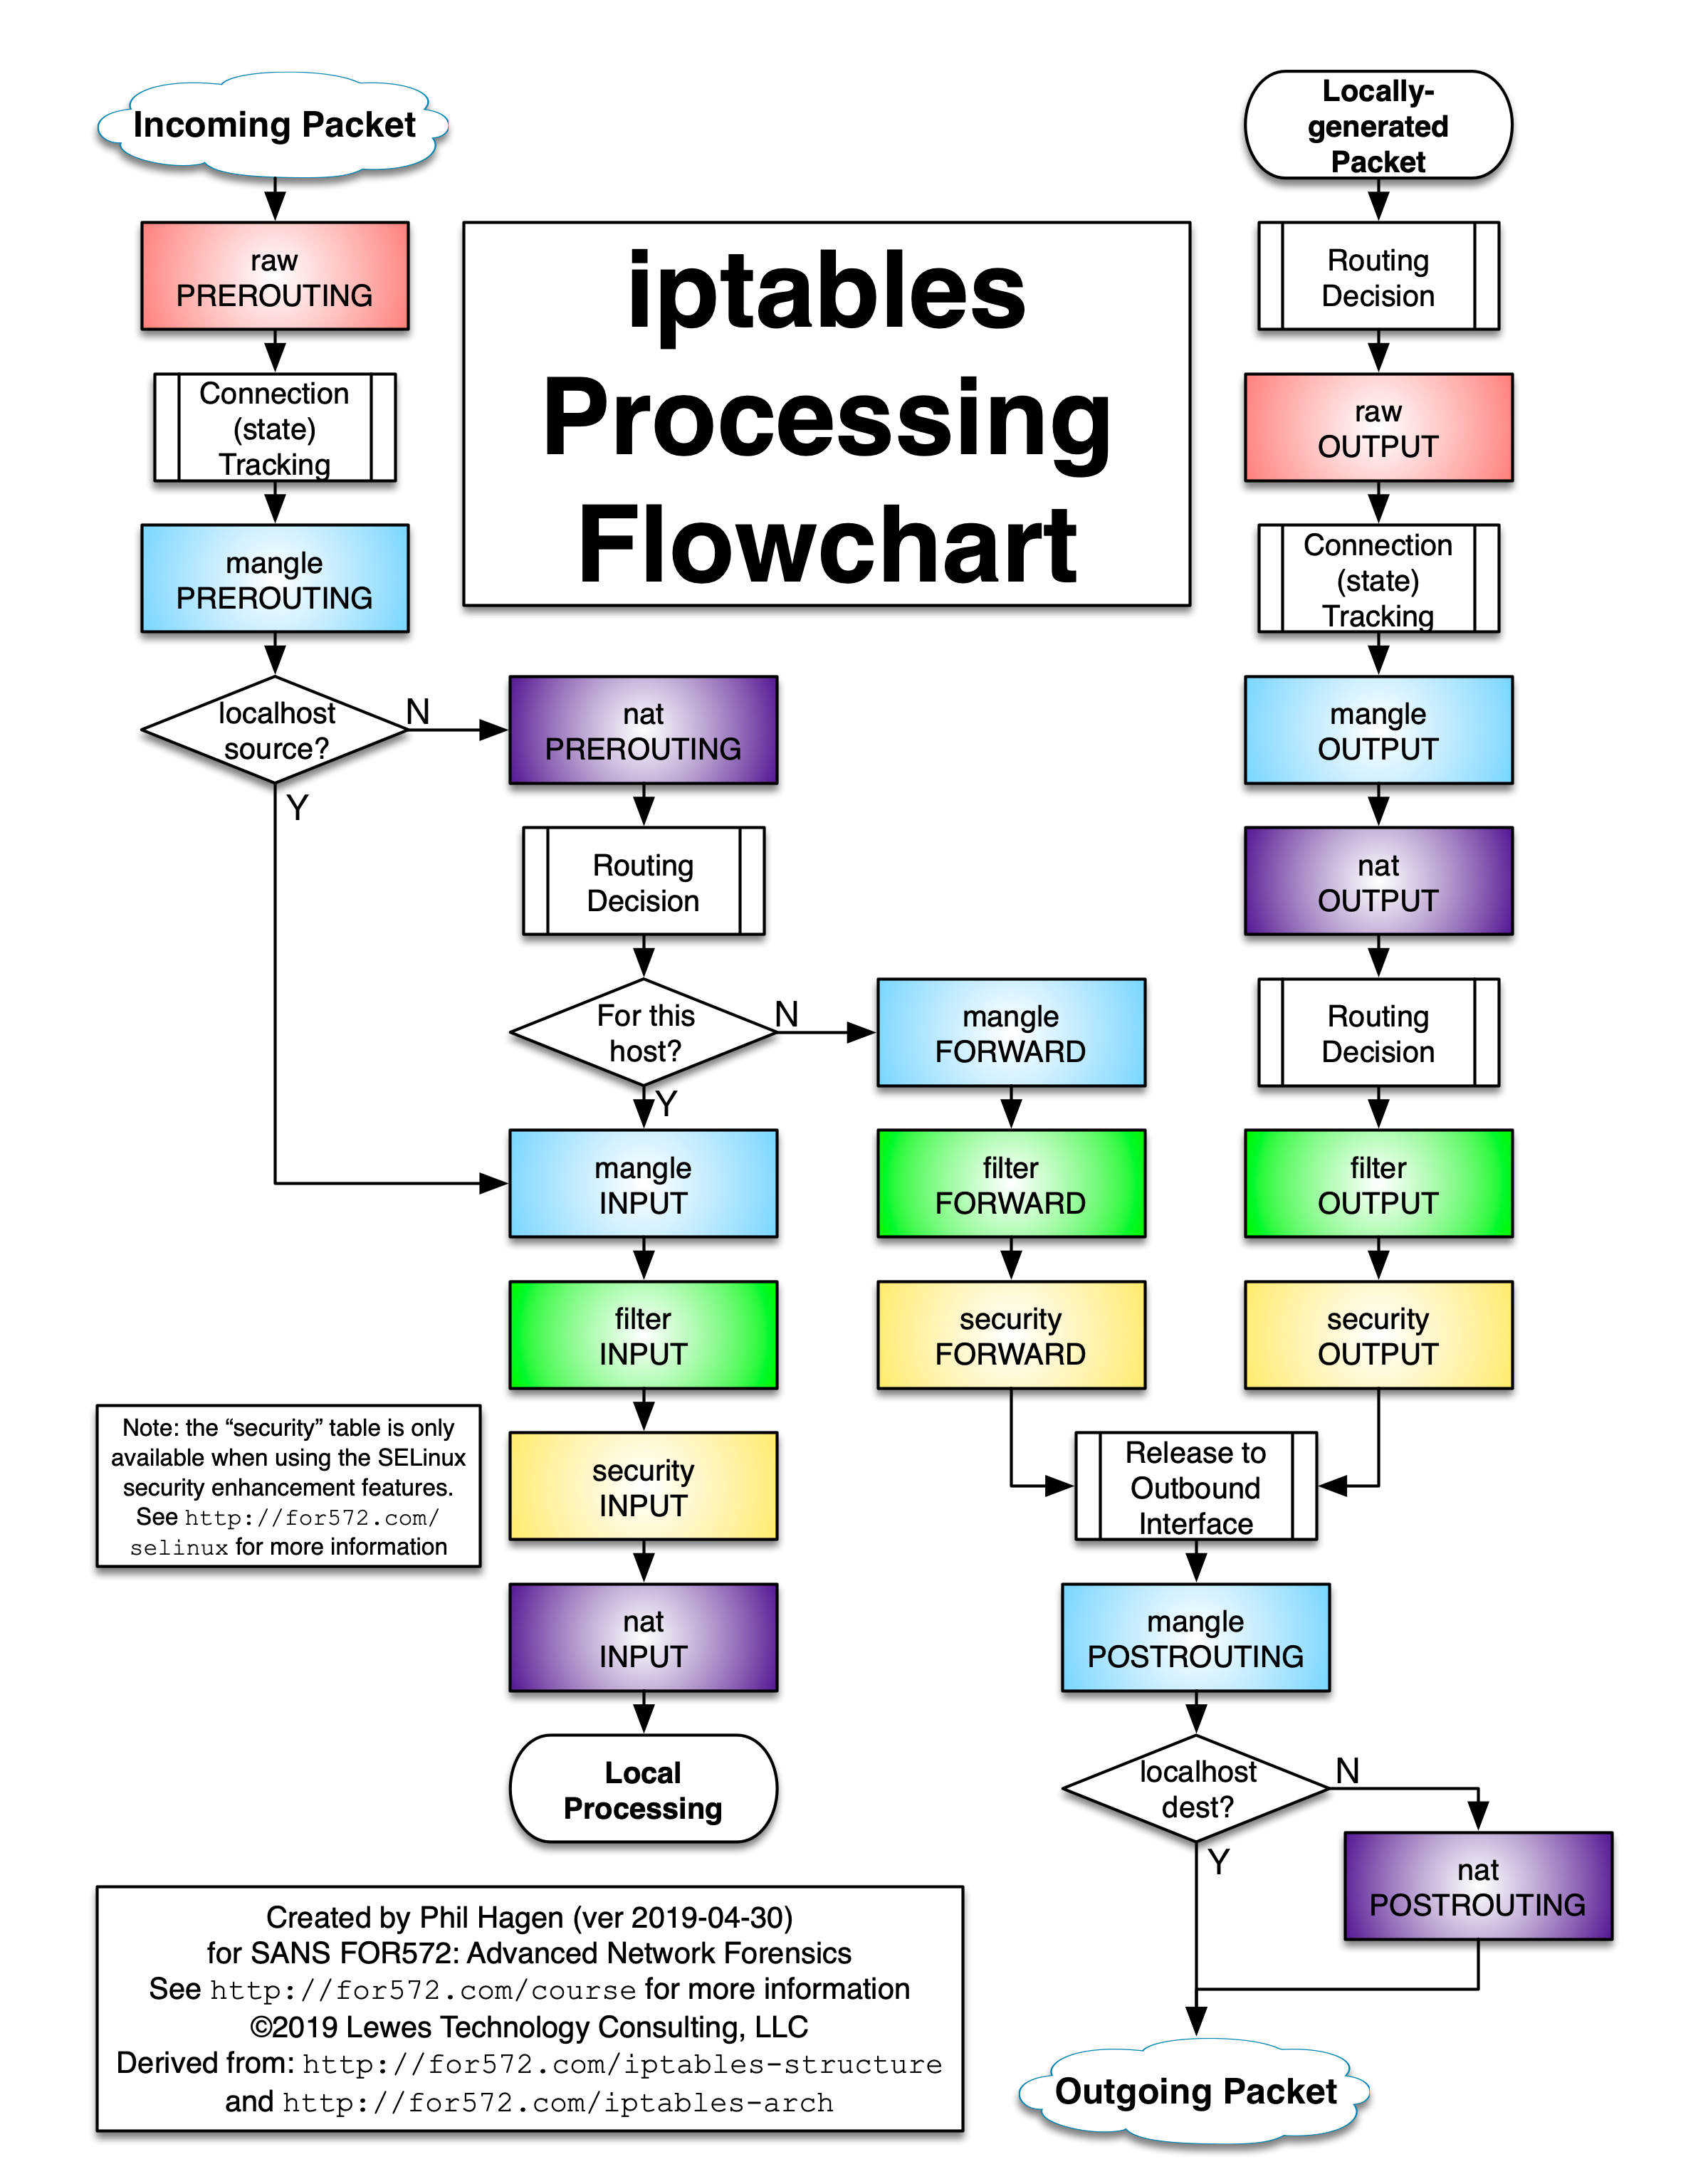 Incoming Packet
raw
PREROUTING
Connection
(state)
Tracking
mangle
PREROUTING
localhost
source?
N
Y
iptables
Processing
Flowchart
nat
PREROUTING
Routing
Decision
For this
host?
N
Y
mangle
INPUT
filter
INPUT
security
INPUT
nat
INPUT
Local
Processing
mangle
FORWARD
filter
FORWARD
security
FORWARD
Locally-
generated
Packet
Routing
Decision
raw
OUTPUT
Connection
(state)
Tracking
mangle
OUTPUT
nat
OUTPUT
Routing
Decision
filter
OUTPUT
security
OUTPUT
Release to
Outbound
Interface
mangle
POSTROUTING
localhost
dest?
N
Y
nat
POSTROUTING
Outgoing Packet
Note: the “security” table is only
available when using the SELinux
security enhancement features.
See http://for572.com/
selinux for more information
Created by Phil Hagen (ver 2019-04-30)
for SANS FOR572: Advanced Network Forensics
See http://for572.com/course for more information
©2019 Lewes Technology Consulting, LLC
Derived from: http://for572.com/iptables-structure
and http://for572.com/iptables-arch